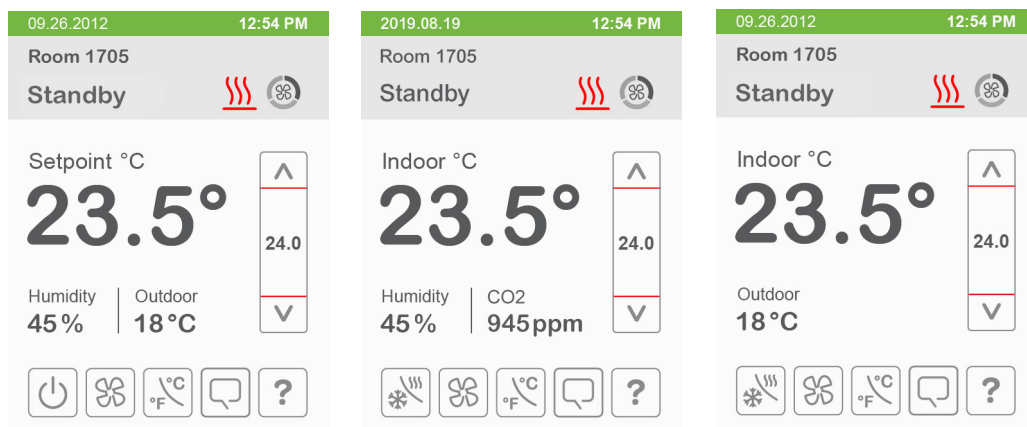 09.26.2012 12:54 PM
Room 1705
Standby
Setpoint °C
23.5°
24.0
Humidity Outdoor
45% 18°C
°C
°F
?
2019.08.19 12:54 PM
Room 1705
Standby
Indoor °C
23.5°
24.0
Humidity CO2
45% 945ppm
°C
°F
?
09.26.2012 12:54 PM
Room 1705
Standby
Indoor °C
23.5°
24.0
Outdoor
18°C
°C
°F
?